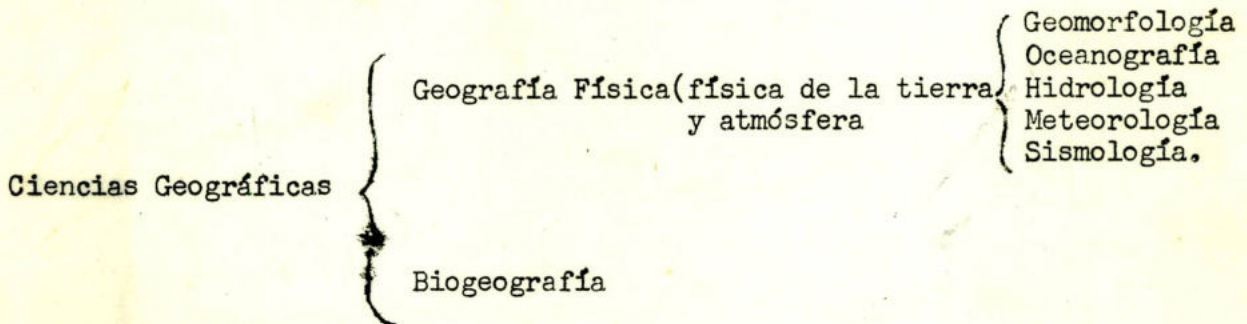 Geomorfología
Oceanografía
Geografía Física(física de la tierra Hidrología
y atmósfera Meteorología
Sismología.
Ciencias Geográficas
Biogeografía